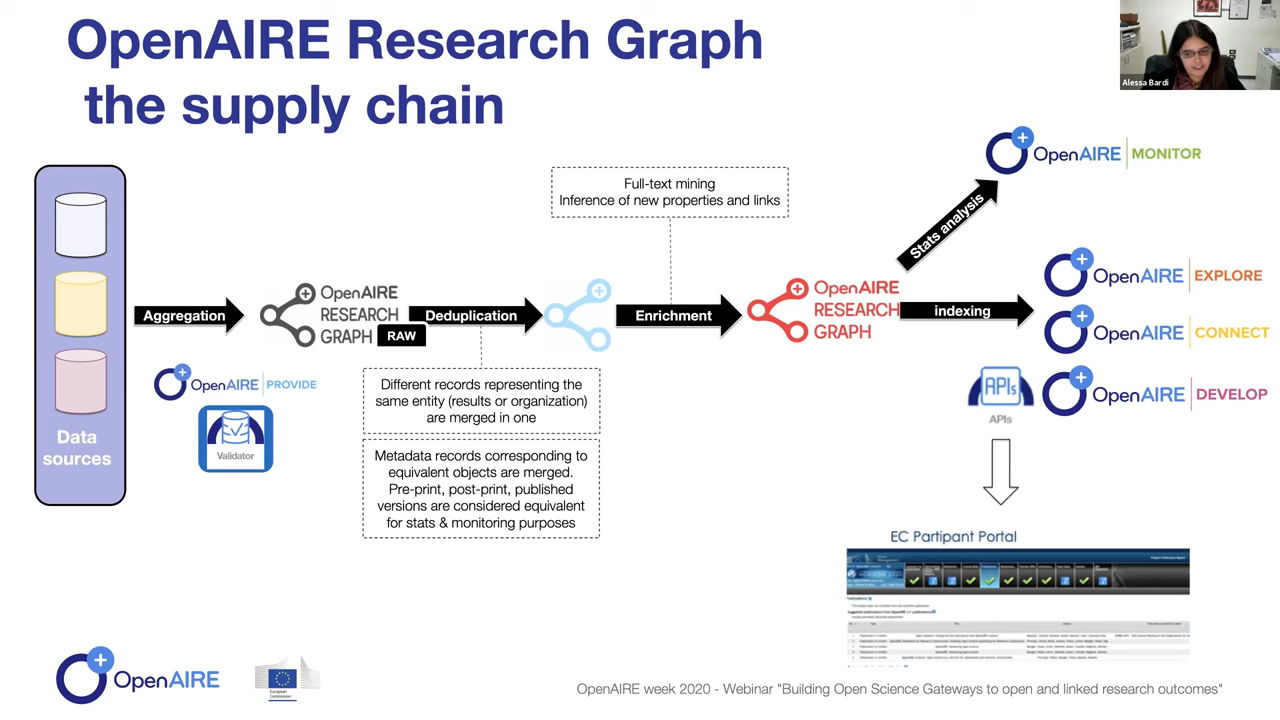 OpenAIRE Research Graph
the supply chain
Alessa Bardi
OpenAIRE | MONITOR
Full-text mining
Inference of new properties and links
Stats analysis
OpenAIRE | EXPLORE
Aggregation
OpenAIRE
RESEARCH
GRAPH RAW
Deduplication
Enrichment
OpenAIRE
RESEARCH
GRAPH
indexing
OpenAIRE | CONNECT
OpenAIRE | PROVIDE
Validator
APIs
APIs
OpenAIRE | DEVELOP
Different records representing the
same entity (results or organization)
are merged in one
Data
sources
Metadata records corresponding to
equivalent objects are merged.
Pre-print, post-print, published
versions are considered equivalent
for stats & monitoring purposes
EC Partipant Portal
OpenAIRE
European
Commission
OpenAIRE week 2020 - Webinar "Building Open Science Gateways to open and linked research outcomes"